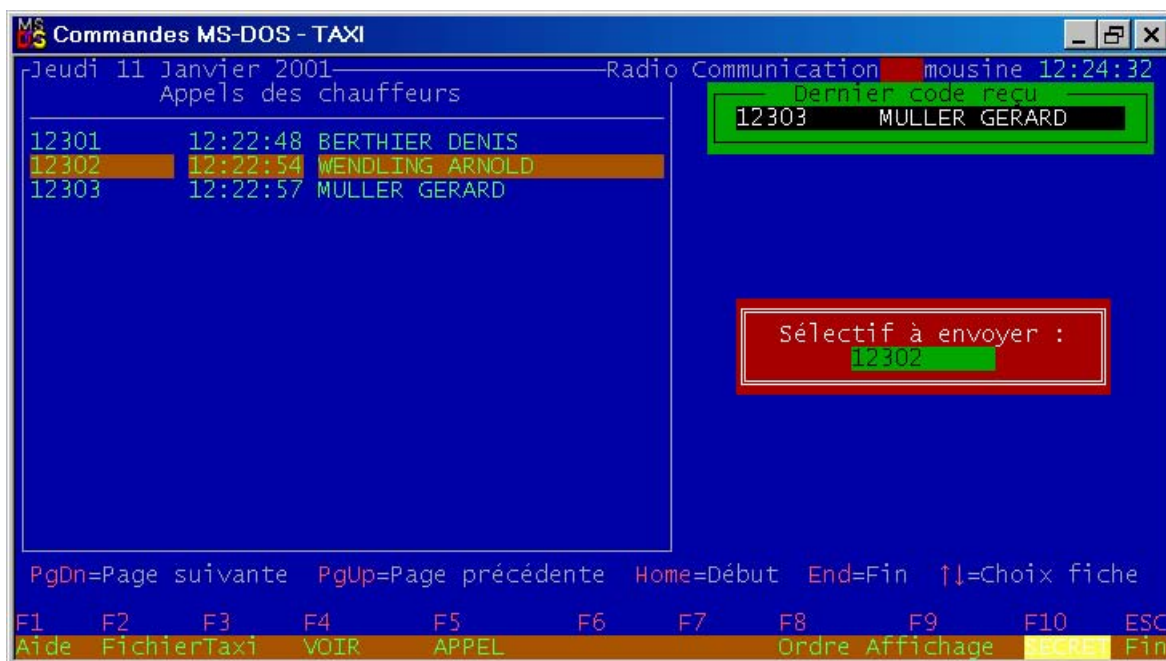 Commandes MS-DOS - TAXI
Jeudi 11 Janvier 2001 Radio Communication mousine 12:24:32
Appels des chauffeurs
Dernier code reçu
12303 MULLER GERARD
12301 12:22:48 BERTHIER DENIS
12302 12:22:54 WENDLING ARNOLD
12303 12:22:57 MULLER GERARD
Sélectif à envoyer :
12302
PgDn=Page suivante PgUp=Page précédente Home=Début End=Fin ↑↓=Choix fiche
F1 F2 F3 F4 F5 F6 F7 F8 F9 F10 ESC
Aide FichierTaxi VOIR APPEL Ordre Affichage SECRET Fin